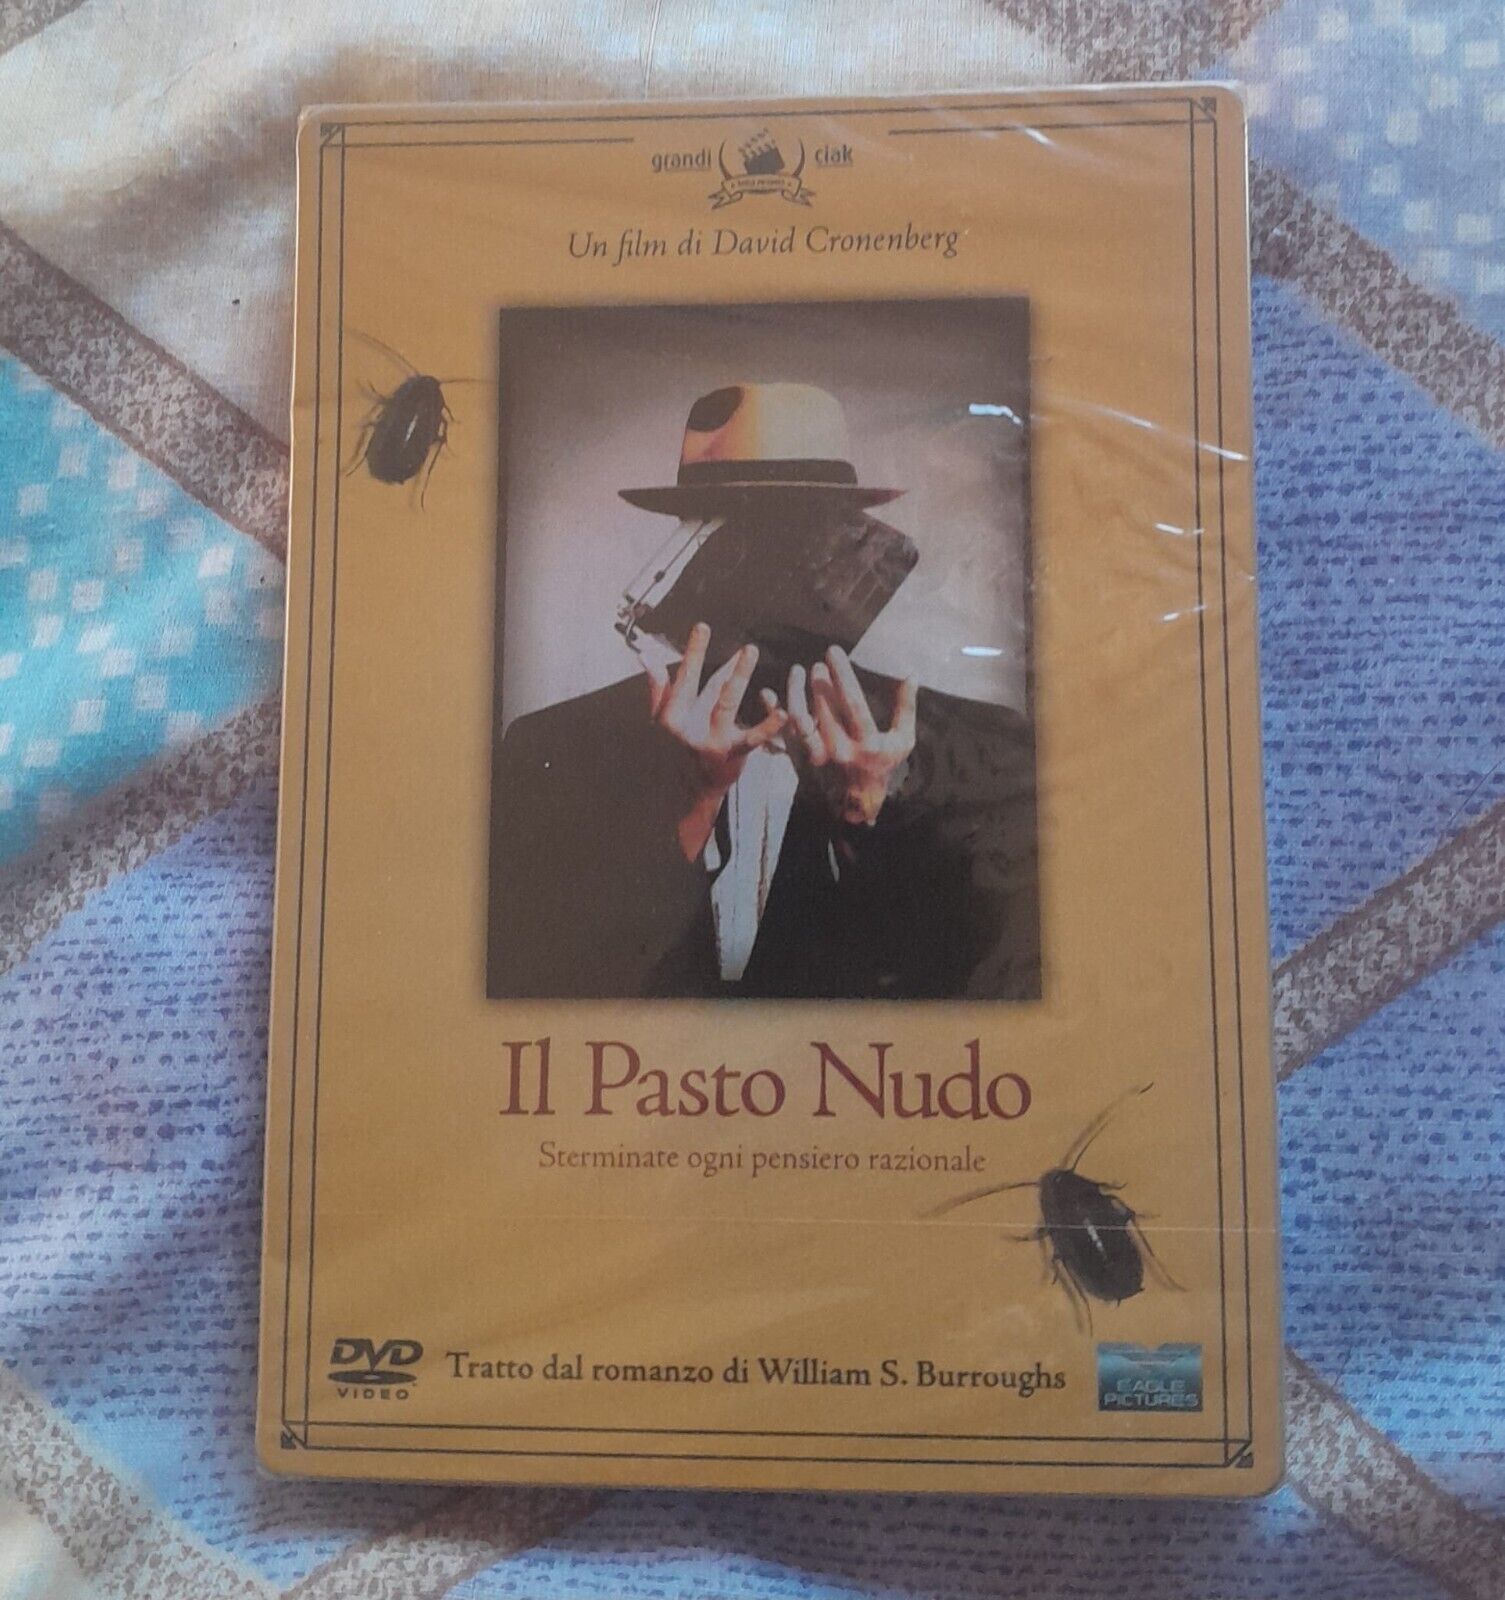 grandi ciak
Un film di David Cronenberg
Il Pasto Nudo
Sterminate ogni pensiero razionale
DVD
VIDEO
Tratto dal romanzo di William S. Burroughs
EAGLE
PICTURES